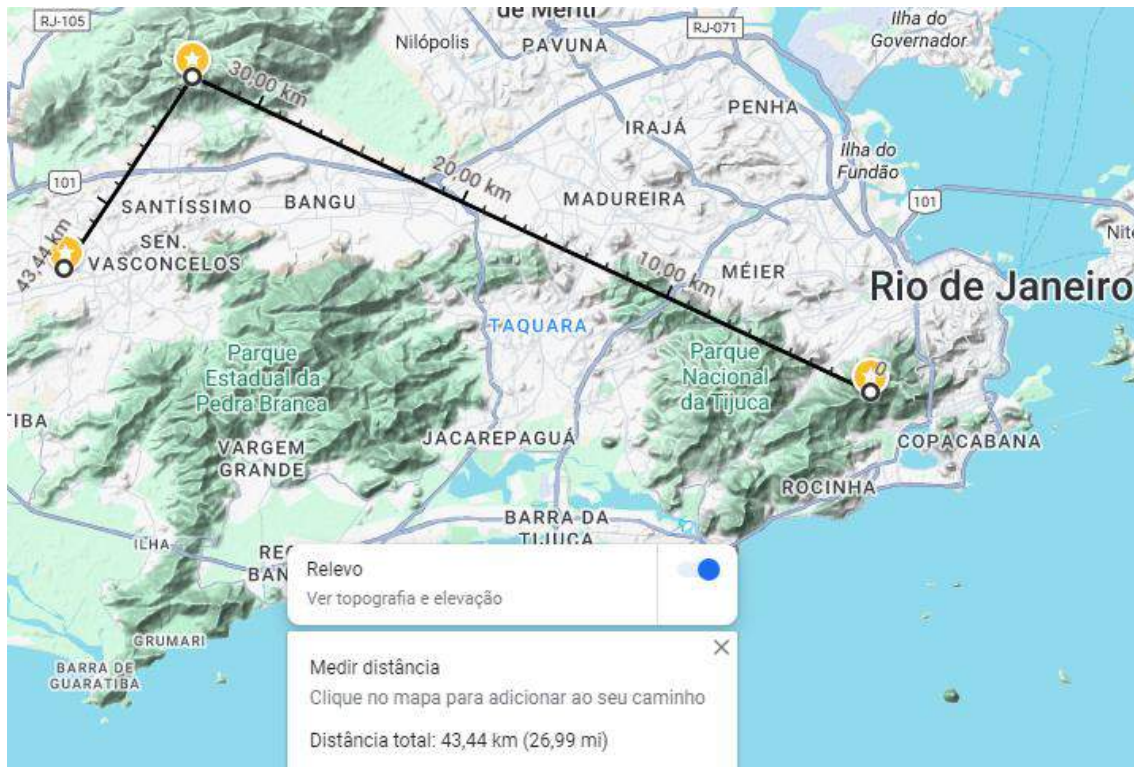 RJ-105
de Meriti
RJ-071
Ilha do
Governador
Nilópolis
PAVUNA
30,00 km
PENHA
IRAJÁ
Ilha do
Fundão
101
20,00 km
101
SANTÍSSIMO
BANGU
MADUREIRA
43,44 km
SEN.
VASCONCELOS
10,00 km
MÉIER
Rio de Janeiro
TAQUARA
Parque
Estadual da
Pedra Branca
Parque
Nacional
da Tijuca
0
TIBA
VARGEM
GRANDE
JACAREPAGUÁ
COPACABANA
ROCINHA
BARRA DA
TIJUCA
ILHA
REC
BAN
GRUMARI
BARRA DE
GUARATIBA
Relevo
Ver topografia e elevação
Medir distância
Clique no mapa para adicionar ao seu caminho
Distância total: 43,44 km (26,99 mi)